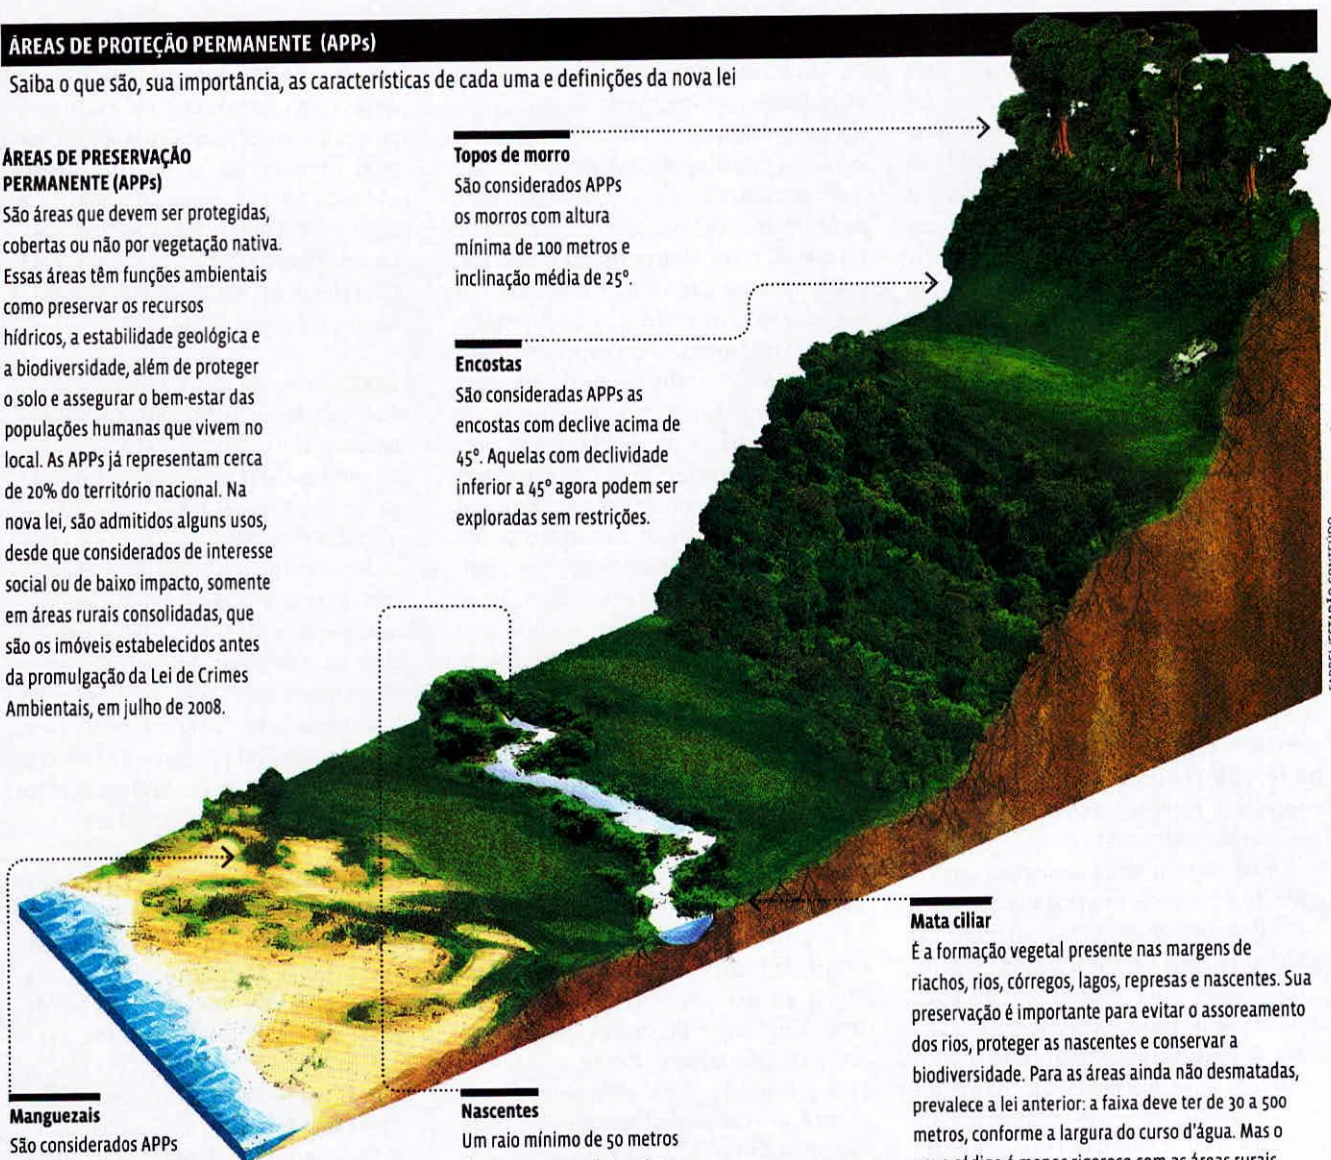 ÁREAS DE PROTEÇÃO PERMANENTE (APPs)
Saiba o que são, sua importância, as características de cada uma e definições da nova lei
ÁREAS DE PRESERVAÇÃO
PERMANENTE (APPs)
São áreas que devem ser protegidas,
cobertas ou não por vegetação nativa.
Essas áreas têm funções ambientais
como preservar os recursos
hídricos, a estabilidade geológica e
a biodiversidade, além de proteger
o solo e assegurar o bem-estar das
populações humanas que vivem no
local. As APPs já representam cerca
de 20% do território nacional. Na
nova lei, são admitidos alguns usos,
desde que considerados de interesse
social ou de baixo impacto, somente
em áreas rurais consolidadas, que
são os imóveis estabelecidos antes
da promulgação da Lei de Crimes
Ambientais, em julho de 2008.
Topos de morro
São considerados APPs
os morros com altura
mínima de 100 metros e
inclinação média de 25º.
Encostas
São consideradas APPs as
encostas com declive acima de
45º. Aquelas com declividade
inferior a 45º agora podem ser
exploradas sem restrições.
Manguezais
São considerados APPs
Nascentes
Um raio mínimo de 50 metros
Mata ciliar
É a formação vegetal presente nas margens de
riachos, rios, córregos, lagos, represas e nascentes. Sua
preservação é importante para evitar o assoreamento
dos rios, proteger as nascentes e conservar a
biodiversidade. Para as áreas ainda não desmatadas,
prevalece a lei anterior: a faixa deve ter de 30 a 500
metros, conforme a largura do curso d'água. Mas o
novo código é menos rigoroso com as áreas rurais